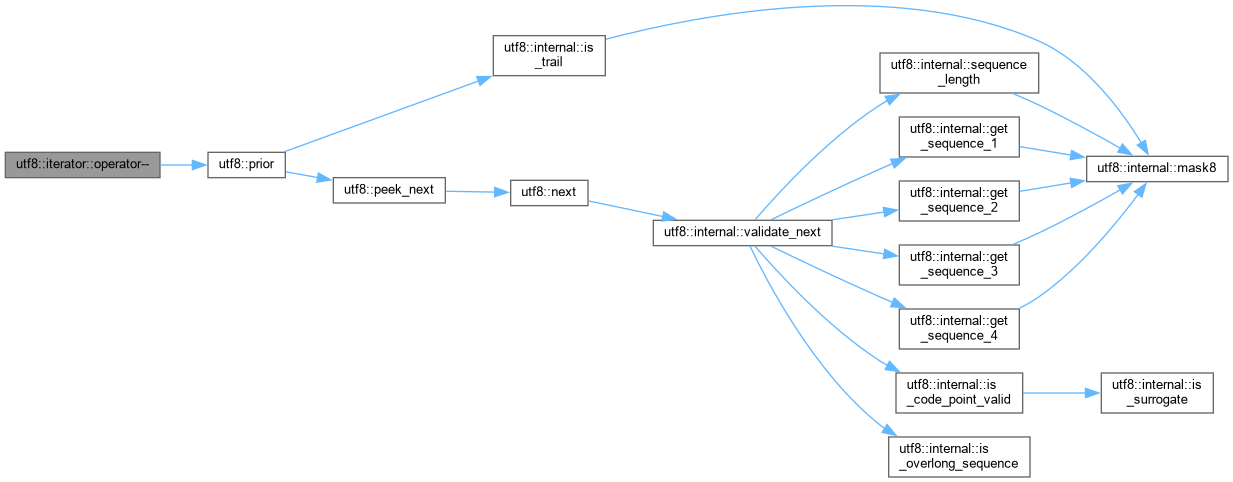 utf8::iterator::operator--
utf8::prior
utf8::internal::is
_trail
utf8::peek_next
utf8::next
utf8::internal::validate_next
utf8::internal::sequence
_length
utf8::internal::get
_sequence_1
utf8::internal::get
_sequence_2
utf8::internal::get
_sequence_3
utf8::internal::get
_sequence_4
utf8::internal::is
_code_point_valid
utf8::internal::is
_overlong_sequence
utf8::internal::mask8
utf8::internal::is
_surrogate